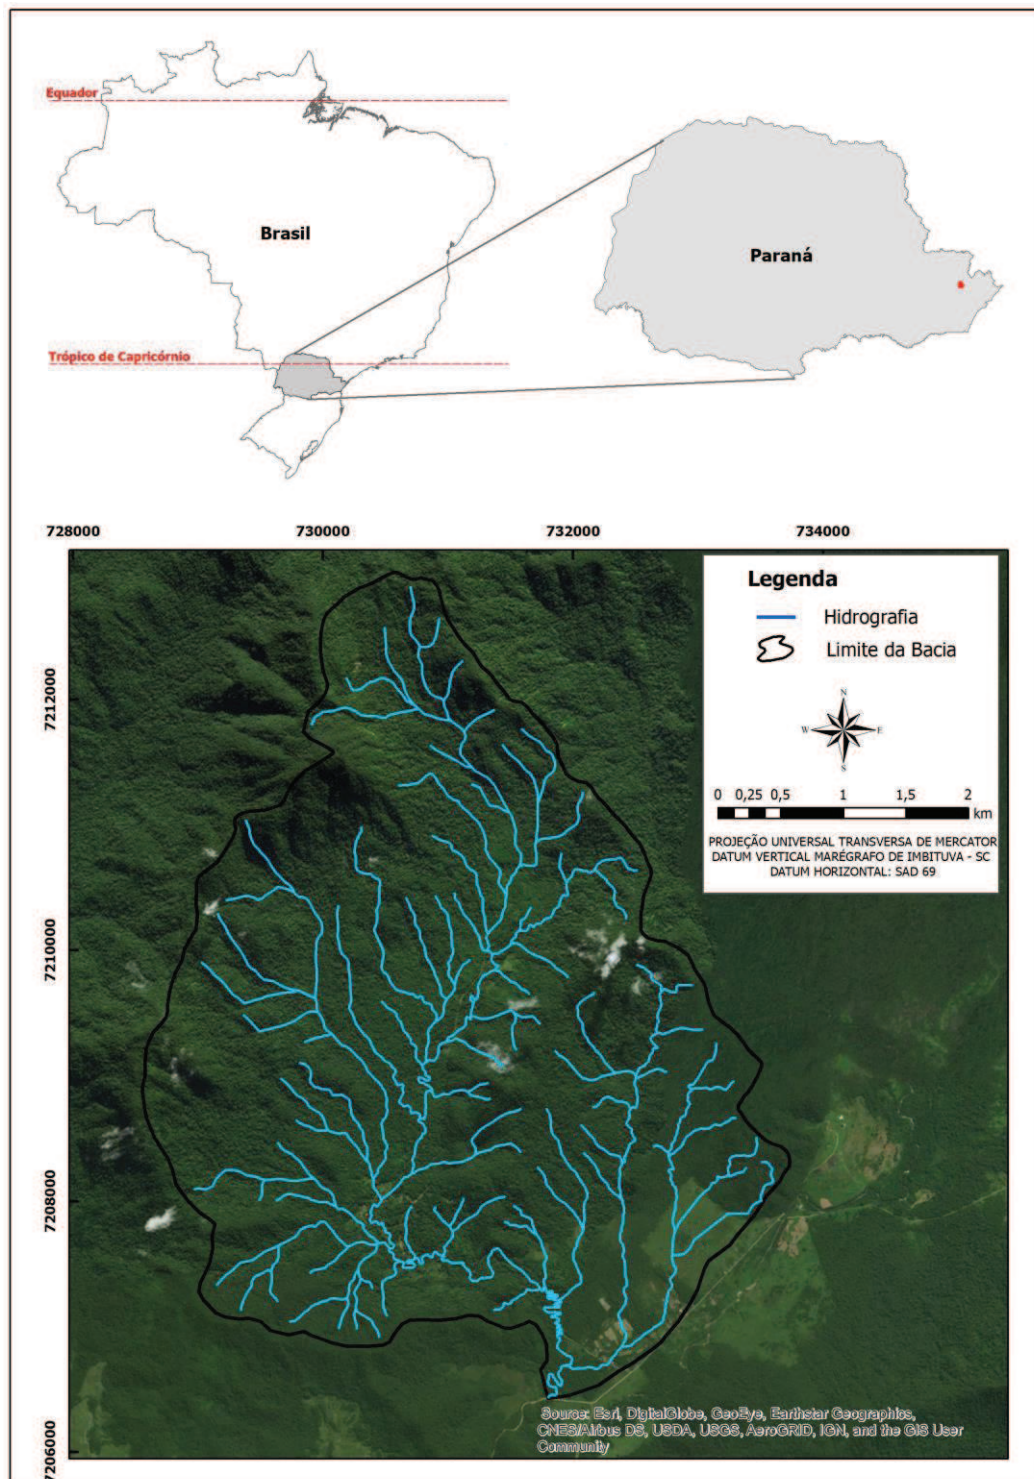 Equador
Brasil
Paraná
Trópico de Capricórnio
728000
730000
732000
734000
7212000
7210000
7208000
7206000
Legenda
Hidrografia
Limite da Bacia
N
W
E
S
0 0,25 0,5 1 1,5 2
km
PROJEÇÃO UNIVERSAL TRANSVERSA DE MERCATOR
DATUM VERTICAL MARÉGRAFO DE IMBITUVA - SC
DATUM HORIZONTAL: SAD 69
Source: Esri, DigitalGlobe, GeoEye, Earthstar Geographics,
CNES/Airbus DS, USDA, USGS, AeroGRID, IGN, and the GIS User
Community